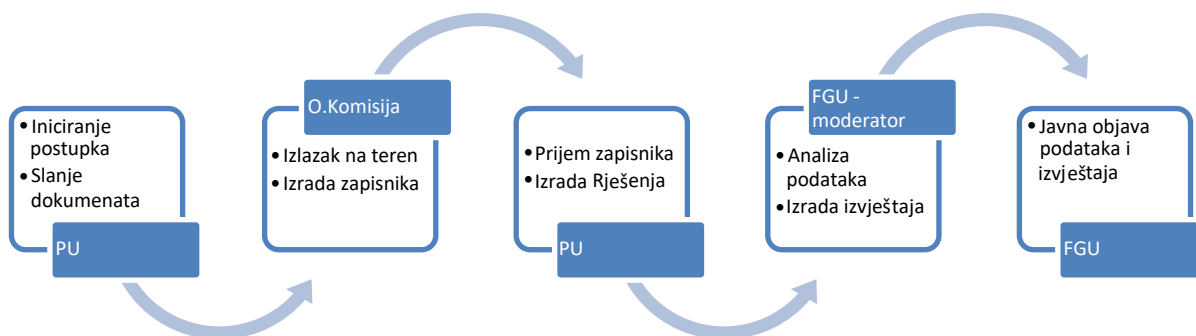 • Iniciranje
postupka
• Slanje
dokumenata
PU
O.Komisija
• Izlazak na teren
• Izrada zapisnika
• Prijem zapisnika
• Izrada Rješenja
PU
FGU -
moderator
• Analiza
podataka
• Izrada izvještaja
• Javna objava
podataka i
izvještaja
FGU